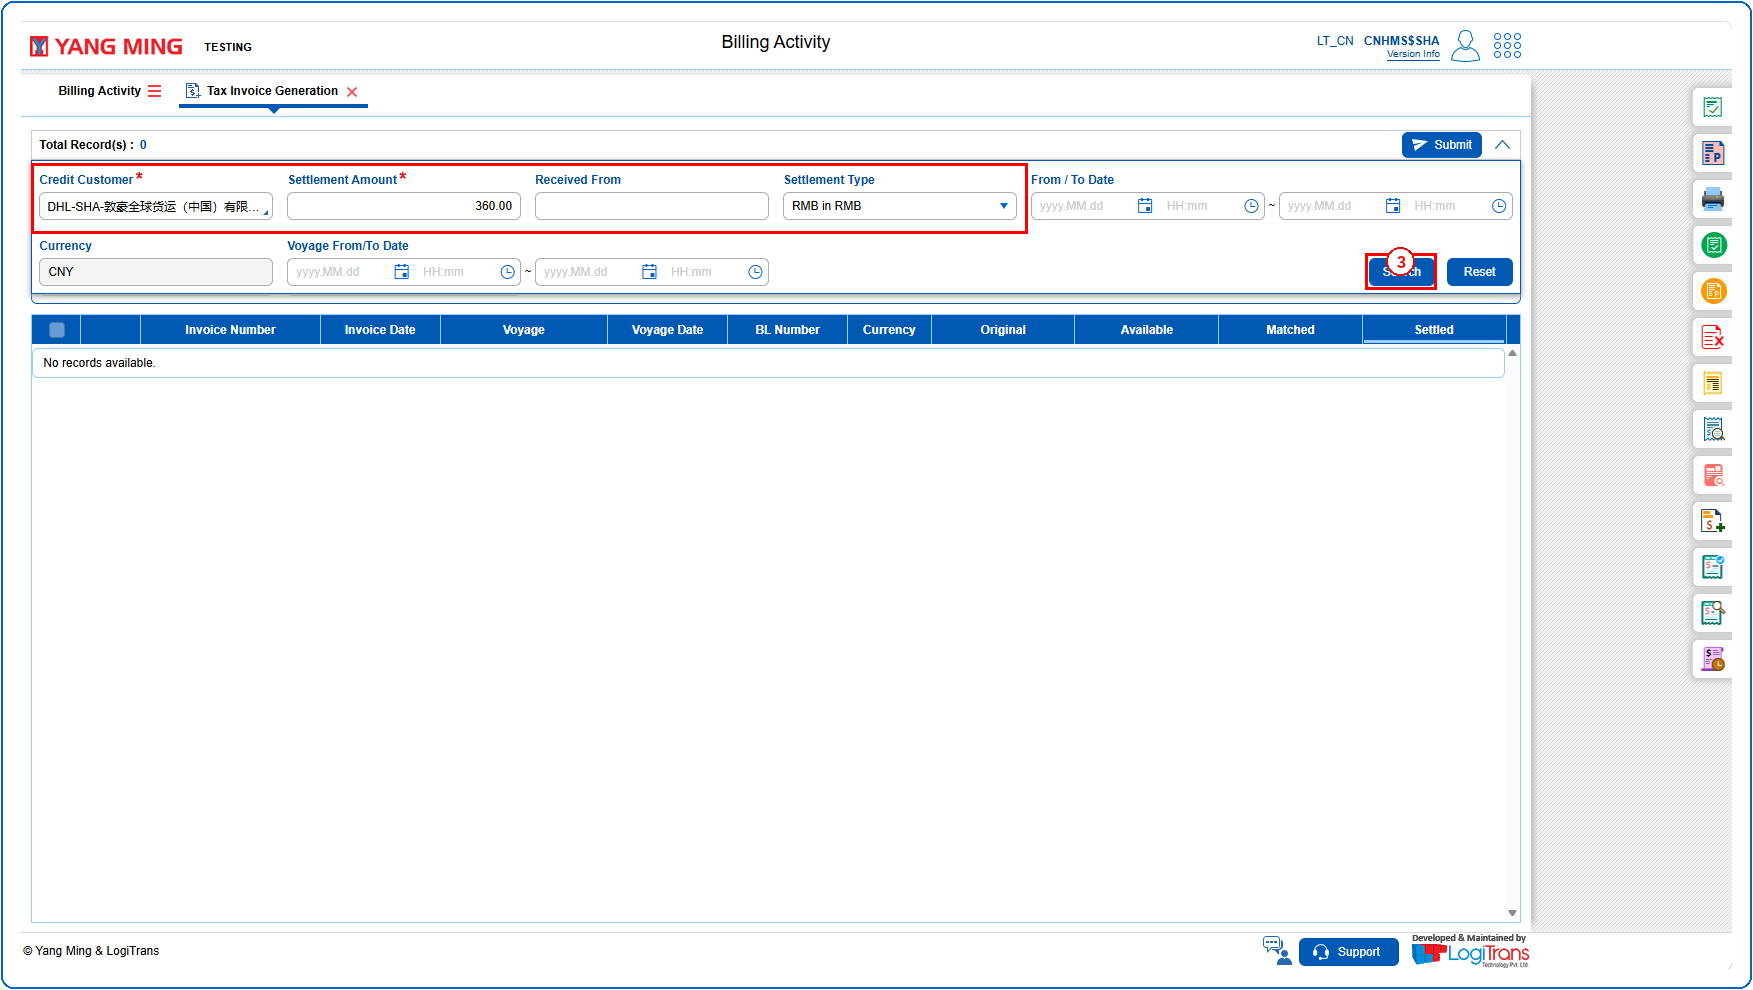 YANG MING TESTING
Billing Activity
LT_CN CNHMS$SHA
Version Info
Billing Activity
Tax Invoice Generation
Total Record(s) : 0
Submit
Credit Customer * Settlement Amount * Received From Settlement Type From / To Date
DHL-SHA-敦豪全球货运（中国）有限... 360.00 RMB in RMB yyyy.MM.dd HH:mm ~ yyyy.MM.dd HH:mm
Currency Voyage From/To Date
CNY yyyy.MM.dd HH:mm ~ yyyy.MM.dd HH:mm
3
Reset
Invoice Number Invoice Date Voyage Voyage Date BL Number Currency Original Available Matched Settled
No records available.
© Yang Ming & LogiTrans
Support
Developed & Maintained by
LogiTrans
Technology Pvt. Ltd.